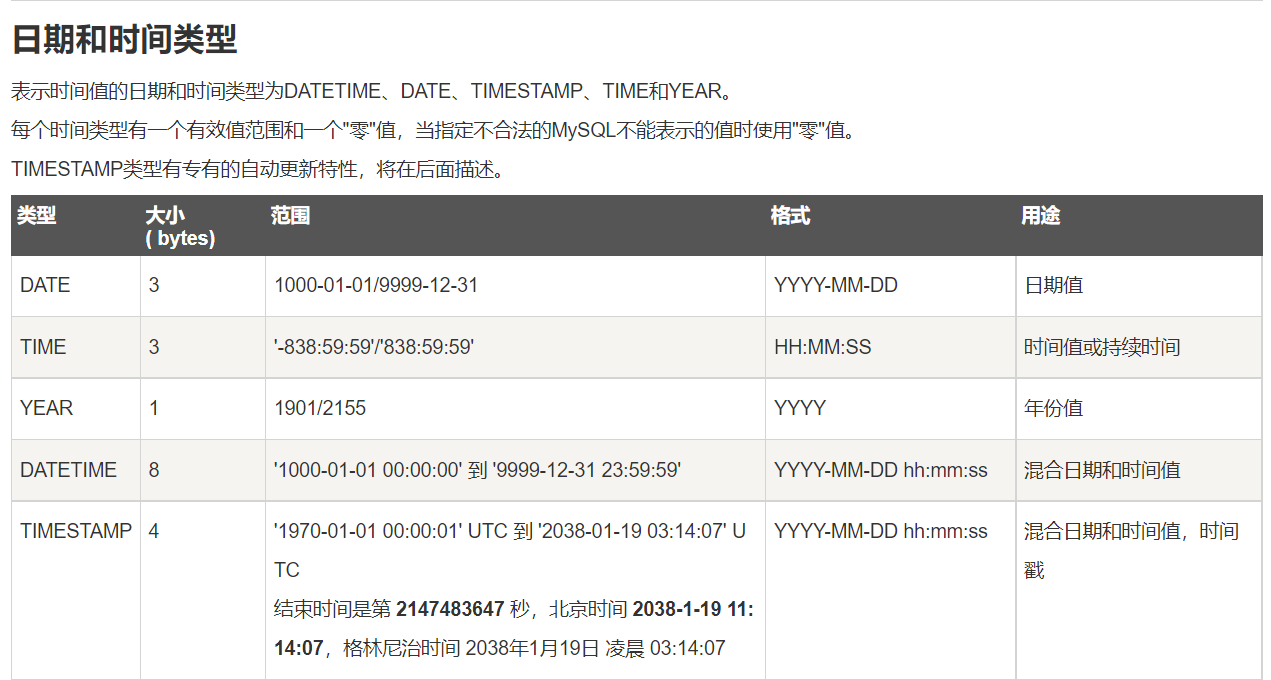 日期和时间类型
表示时间值的日期和时间类型为DATETIME、DATE、TIMESTAMP、TIME和YEAR。
每个时间类型有一个有效值范围和一个"零"值，当指定不合法的MySQL不能表示的值时使用"零"值。
TIMESTAMP类型有专有的自动更新特性，将在后面描述。
类型 大小 范围 格式 用途
( bytes)
DATE 3 1000-01-01/9999-12-31 YYYY-MM-DD 日期值
TIME 3 '-838:59:59'/'838:59:59' HH:MM:SS 时间值或持续时间
YEAR 1 1901/2155 YYYY 年份值
DATETIME 8 '1000-01-01 00:00:00' 到 '9999-12-31 23:59:59' YYYY-MM-DD hh:mm:ss 混合日期和时间值
TIMESTAMP 4 '1970-01-01 00:00:01' UTC 到 '2038-01-19 03:14:07' U YYYY-MM-DD hh:mm:ss 混合日期和时间值，时间
TC 戳
结束时间是第 2147483647 秒，北京时间 2038-1-19 11:
14:07，格林尼治时间 2038年1月19日 凌晨 03:14:07